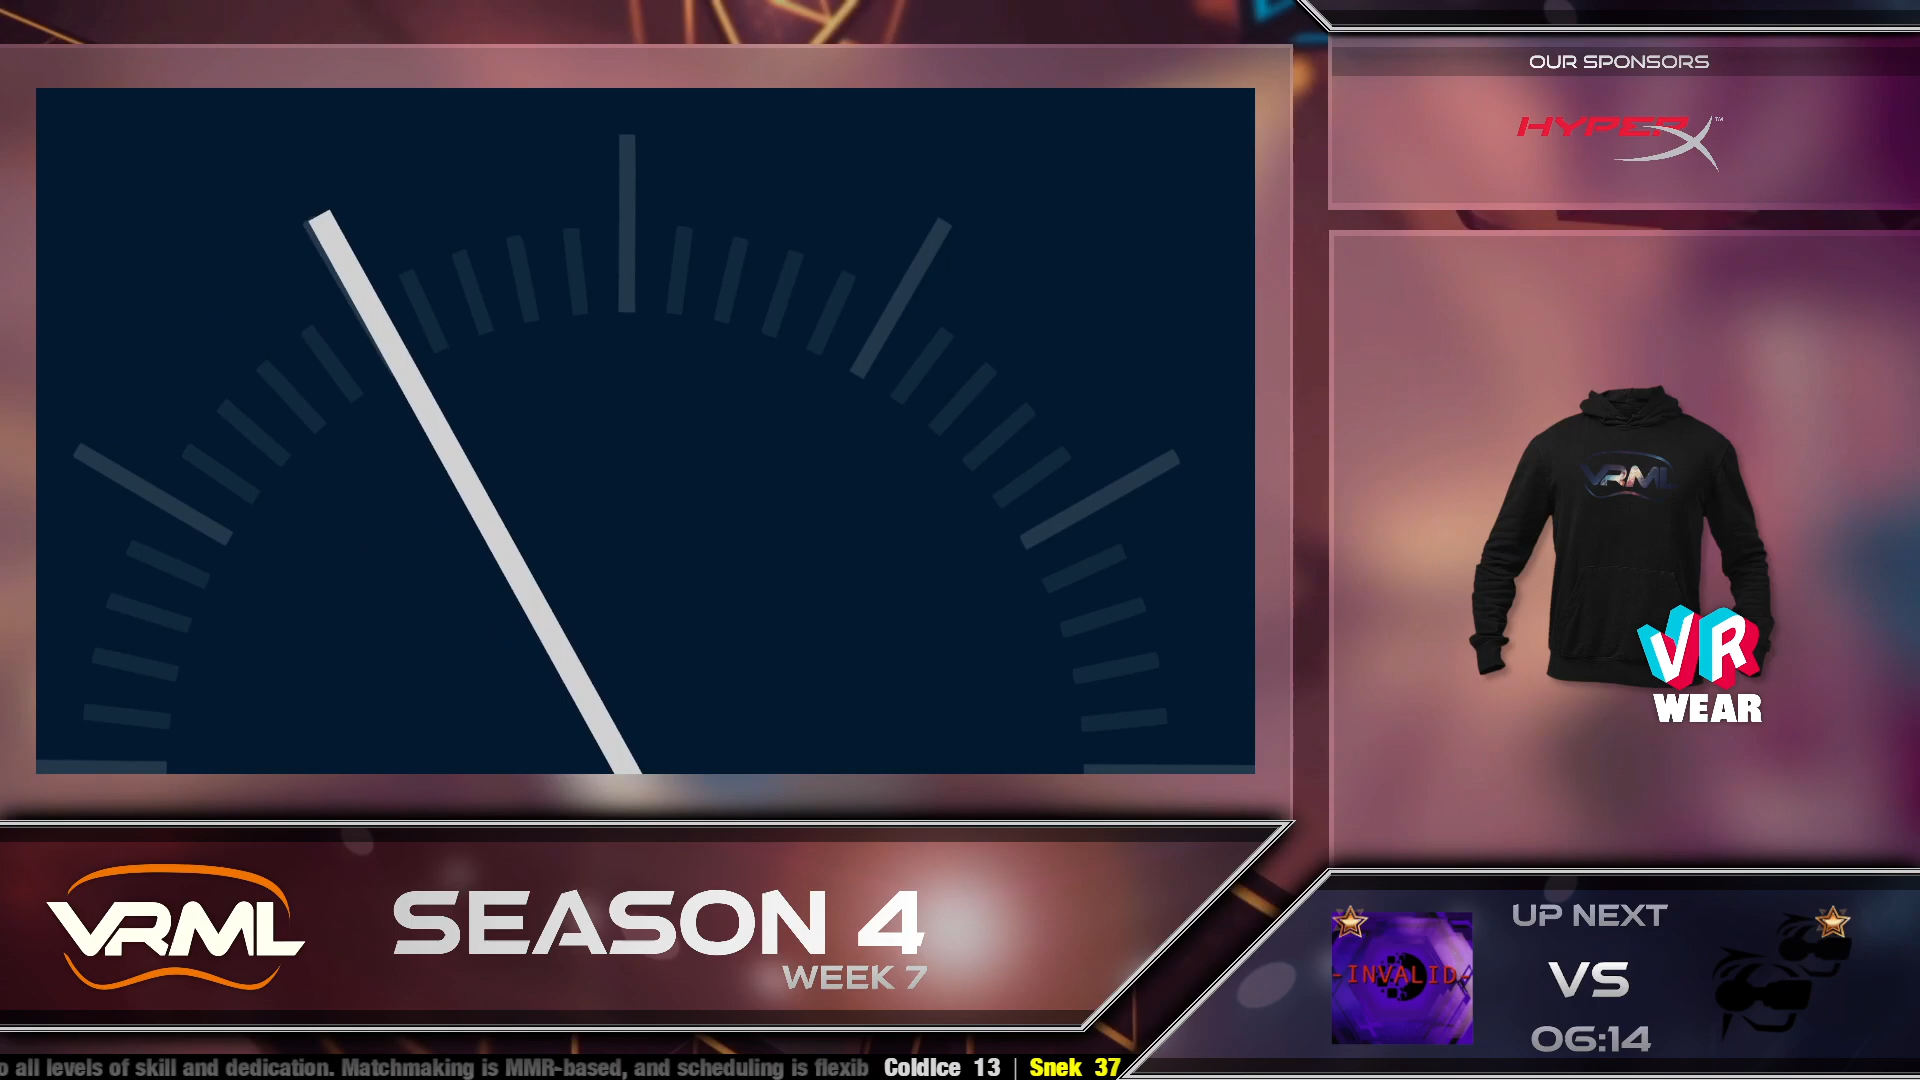 OUR SPONSORS
HYPERX™
VRML
VR
WEAR
VRML
SEASON 4
WEEK 7
UP NEXT
-INVALID-
VS
06:14
o all levels of skill and dedication. Matchmaking is MMR-based, and scheduling is flexib ColdIce 13 | Snek 37